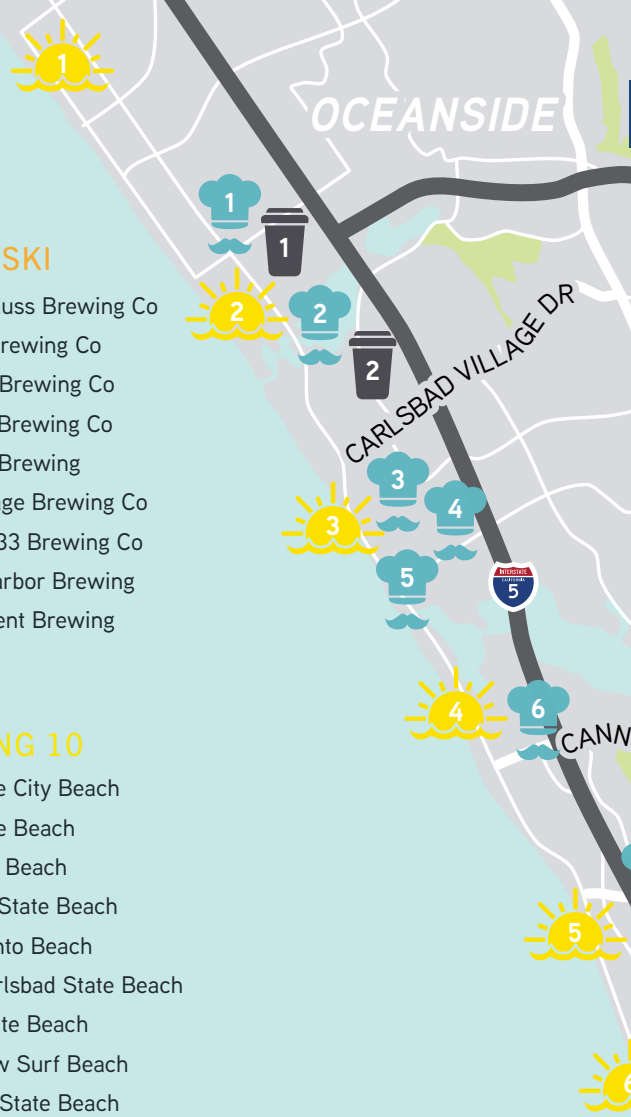 1
OCEANSIDE
1
1
SKI
2
2
uss Brewing Co
rewing Co
2
Brewing Co
CARLSBAD VILLAGE DR
Brewing Co
Brewing
3
4
ge Brewing Co
3
33 Brewing Co
5
INTERSTATE
CALIFORNIA
5
arbor Brewing
ent Brewing
4
6
NG 10
CANN
e City Beach
e Beach
Beach
State Beach
5
nto Beach
rlsbad State Beach
te Beach
w Surf Beach
6
State Beach